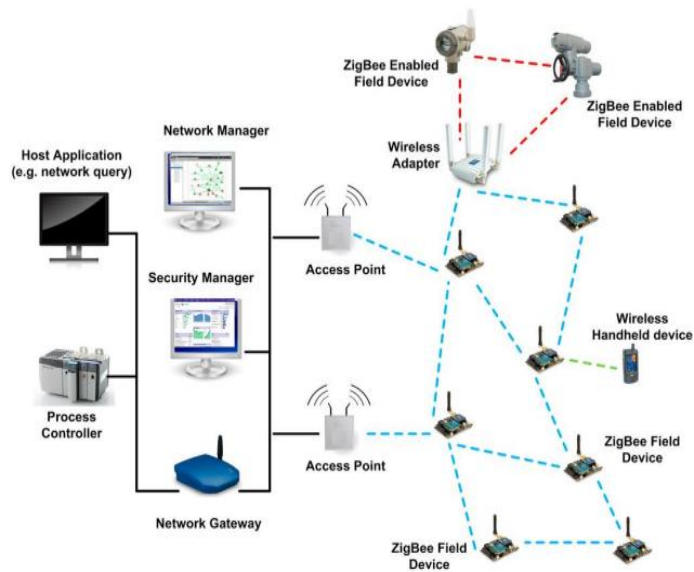 ZigBee Enabled
Field Device
ZigBee Enabled
Field Device
Network Manager
Wireless
Adapter
Host Application
(e.g. network query)
Access Point
Security Manager
Wireless
Handheld device
Process
Controller
Access Point
ZigBee Field
Device
Network Gateway
ZigBee Field
Device